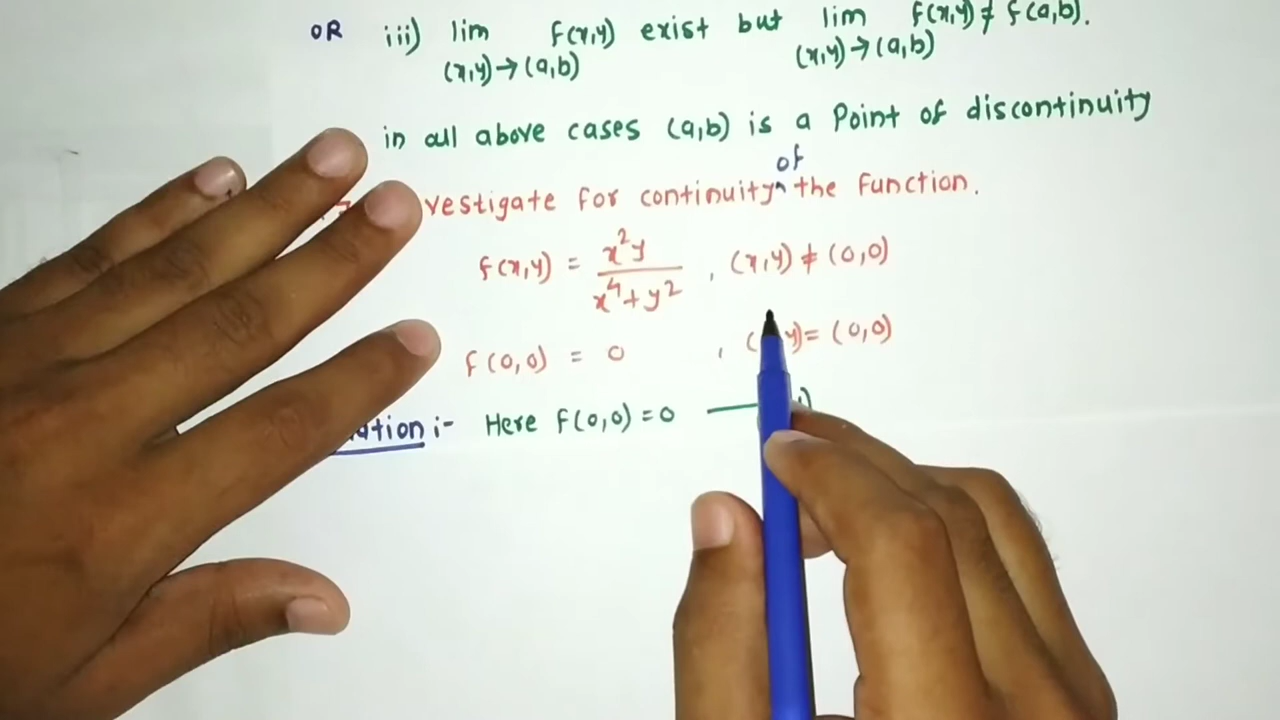 OR iii) lim f(x,y) exist but lim f(x,y) ≠ f(a,b).
(x,y)→(a,b) (x,y)→(a,b)
in all above cases (a,b) is a Point of discontinuity
vestigate for continuity of the function.
f(x,y) = x²y / x⁴+y² , (x,y) ≠ (0,0)
f(0,0) = 0 , ( y) = (0,0)
ation :- Here f(0,0) = 0